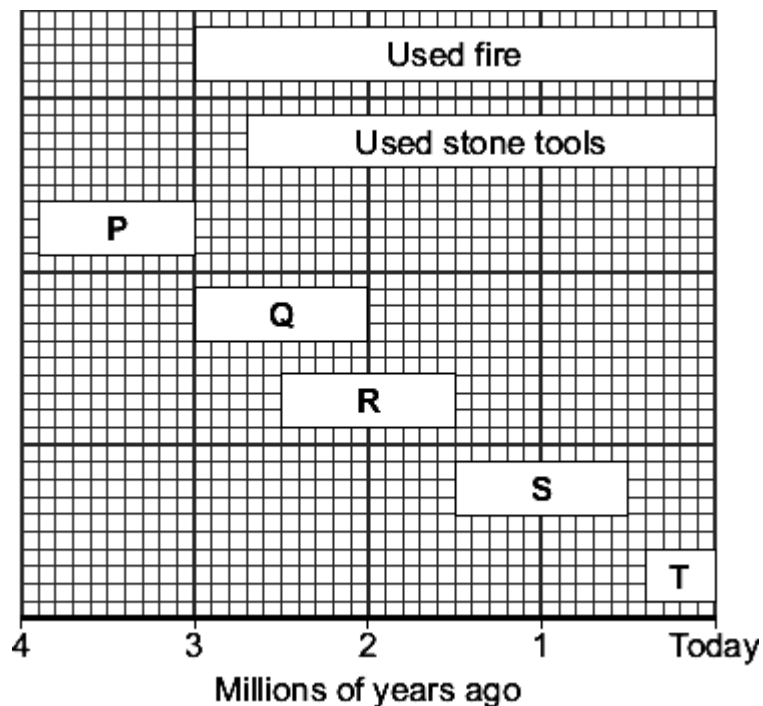 Used fire
Used stone tools
P
Q
R
S
T
4 3 2 1 Today
Millions of years ago